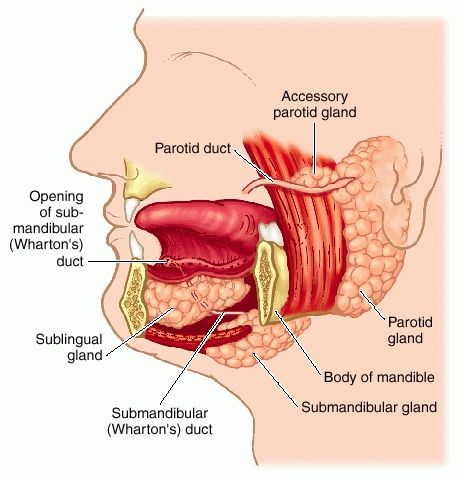 Accessory
parotid gland
Parotid duct
Opening
of sub-
mandibular
(Wharton's)
duct
Sublingual
gland
Submandibular
(Wharton's) duct
Parotid
gland
Body of mandible
Submandibular gland